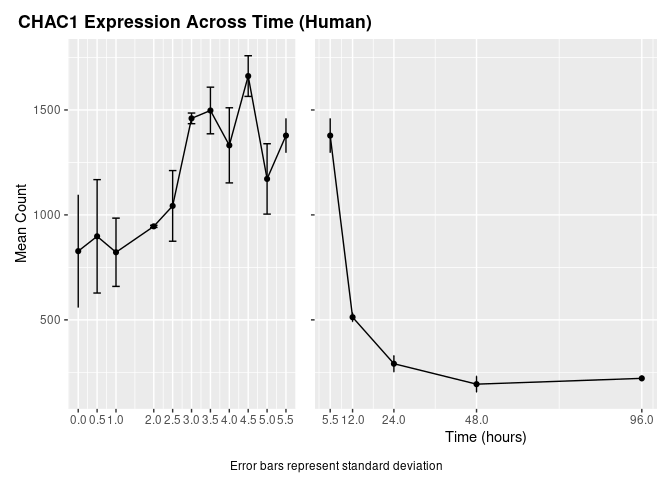 CHAC1 Expression Across Time (Human)
Mean Count
1500
1000
500
0.0 0.5 1.0 2.0 2.5 3.0 3.5 4.0 4.5 5.0 5.5
5.5 12.0 24.0 48.0 96.0
Time (hours)
Error bars represent standard deviation